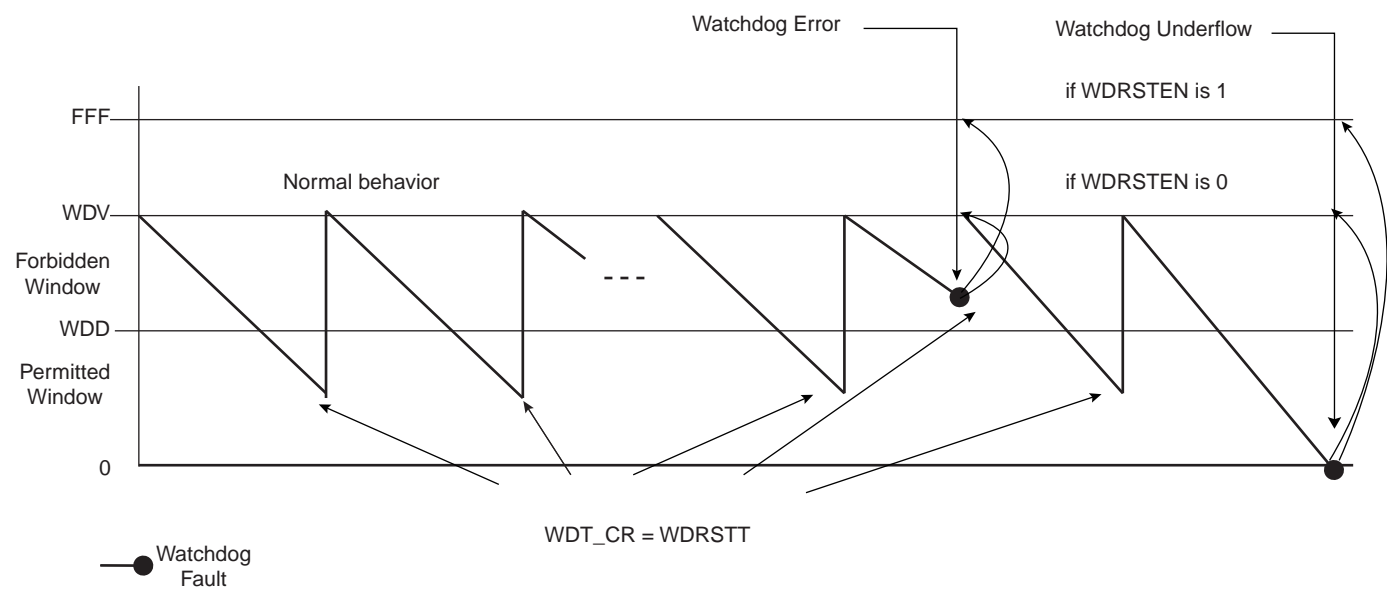 Watchdog Error
Watchdog Underflow
if WDRSTEN is 1
FFF
Normal behavior
if WDRSTEN is 0
WDV
Forbidden
Window
WDD
Permitted
Window
0
WDT_CR = WDRSTT
Watchdog
Fault